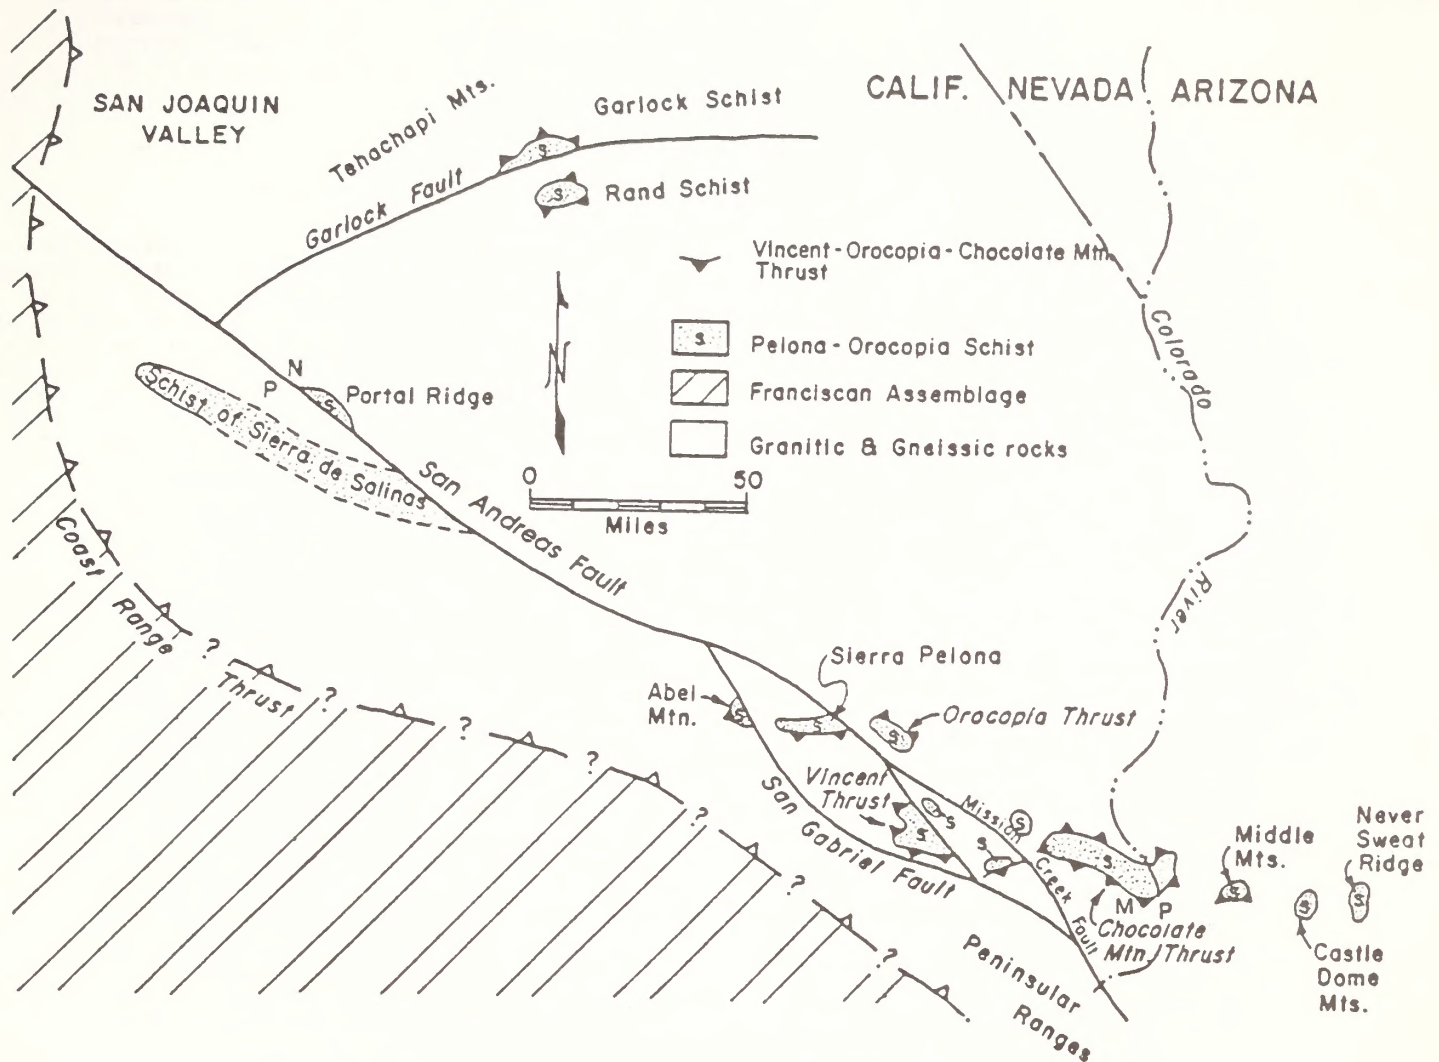 CALIF. NEVADA ARIZONA
SAN JOAQUIN
VALLEY
Tehachapi Mts.
Garlock Schist
Garlock Fault
S
Rand Schist
S
Vincent-Orocopia-Chocolate Mtn.
Thrust
S
Pelona-Orocopia Schist
Franciscan Assemblage
Granitic & Gneissic rocks
N
0 50
Miles
Colorado
River
N
P
S
Portal Ridge
Schist of Sierra de Salinas
San Andreas Fault
Coast
Range
?
Thrust
?
?
?
?
?
?
?
Sierra Pelona
S
Abel
Mtn.
S
Orocopia Thrust
S
Vincent
Thrust
S
S
S
S
Mission
Creek
Fault
San Gabriel Fault
S
M P
Chocolate
Mtn. Thrust
Middle
Mts.
S
Never
Sweat
Ridge
S
S
Castle
Dome
Mts.
Peninsular
Ranges